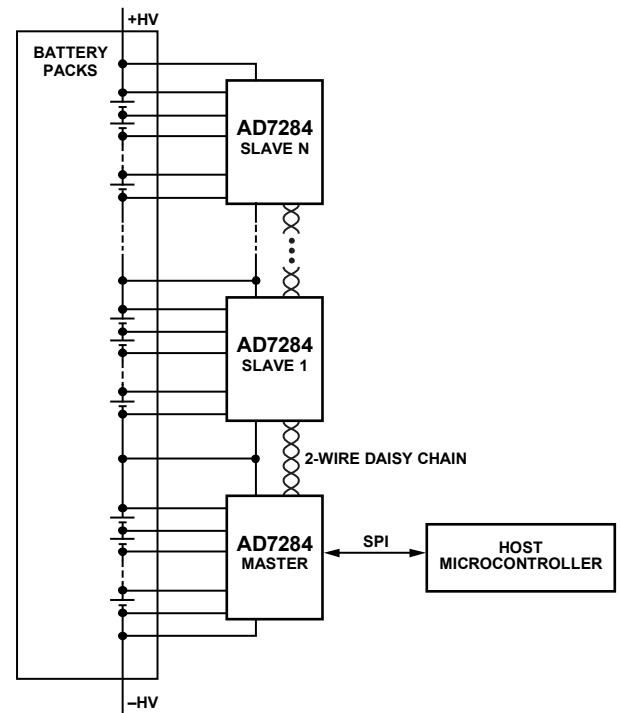 +HV
BATTERY
PACKS
AD7284
SLAVE N
AD7284
SLAVE 1
2-WIRE DAISY CHAIN
AD7284
MASTER
SPI
HOST
MICROCONTROLLER
–HV